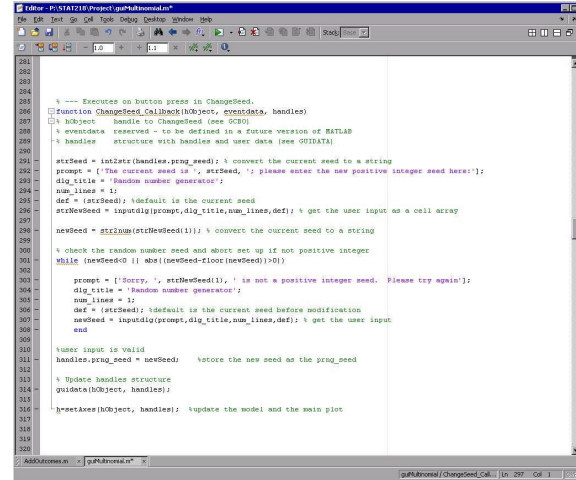 Editor - P:\STAT218\Project\guiMultinomial.m*
File Edit Text Go Cell Tools Debug Desktop Window Help
Stack: Base
- 1.0 + ÷ 1.1 ×
281
282
283
284
285 % --- Executes on button press in ChangeSeed.
286 function ChangeSeed_Callback(hObject, eventdata, handles)
287 % hObject handle to ChangeSeed (see GCBO)
288 % eventdata reserved - to be defined in a future version of MATLAB
289 % handles structure with handles and user data (see GUIDATA)
290
291 - strSeed = int2str(handles.prng_seed); % convert the current seed to a string
292 - prompt = ['The current seed is ', strSeed, '; please enter the new positive integer seed here:'];
293 - dlg_title = 'Random number generator';
294 - num_lines = 1;
295 - def = {strSeed}; %default is the current seed
296 - strNewSeed = inputdlg(prompt,dlg_title,num_lines,def); % get the user input as a cell array
297
298 - newSeed = str2num(strNewSeed{1}); % convert the current seed to a string
299
300 % check the random number seed and abort set up if not positive integer
301 - while (newSeed<0 || abs((newSeed-floor(newSeed))>0))
302
303 - prompt = ['Sorry, ', strNewSeed{1}, ' is not a positive integer seed. Please try again'];
304 - dlg_title = 'Random number generator';
305 - num_lines = 1;
306 - def = {strSeed}; %default is the current seed before modification
307 - newSeed = inputdlg(prompt,dlg_title,num_lines,def); % get the user input
308 - end
309
310 %user input is valid
311 - handles.prng_seed = newSeed; %store the new seed as the prng_seed
312
313 % Update handles structure
314 - guidata(hObject, handles);
315
316 - h=setAxes(hObject, handles); %update the model and the main plot
317
318
319
320
AddOutcomes.m × guiMultinomial.m* ×
guiMultinomial / ChangeSeed_Call... Ln 297 Col 1